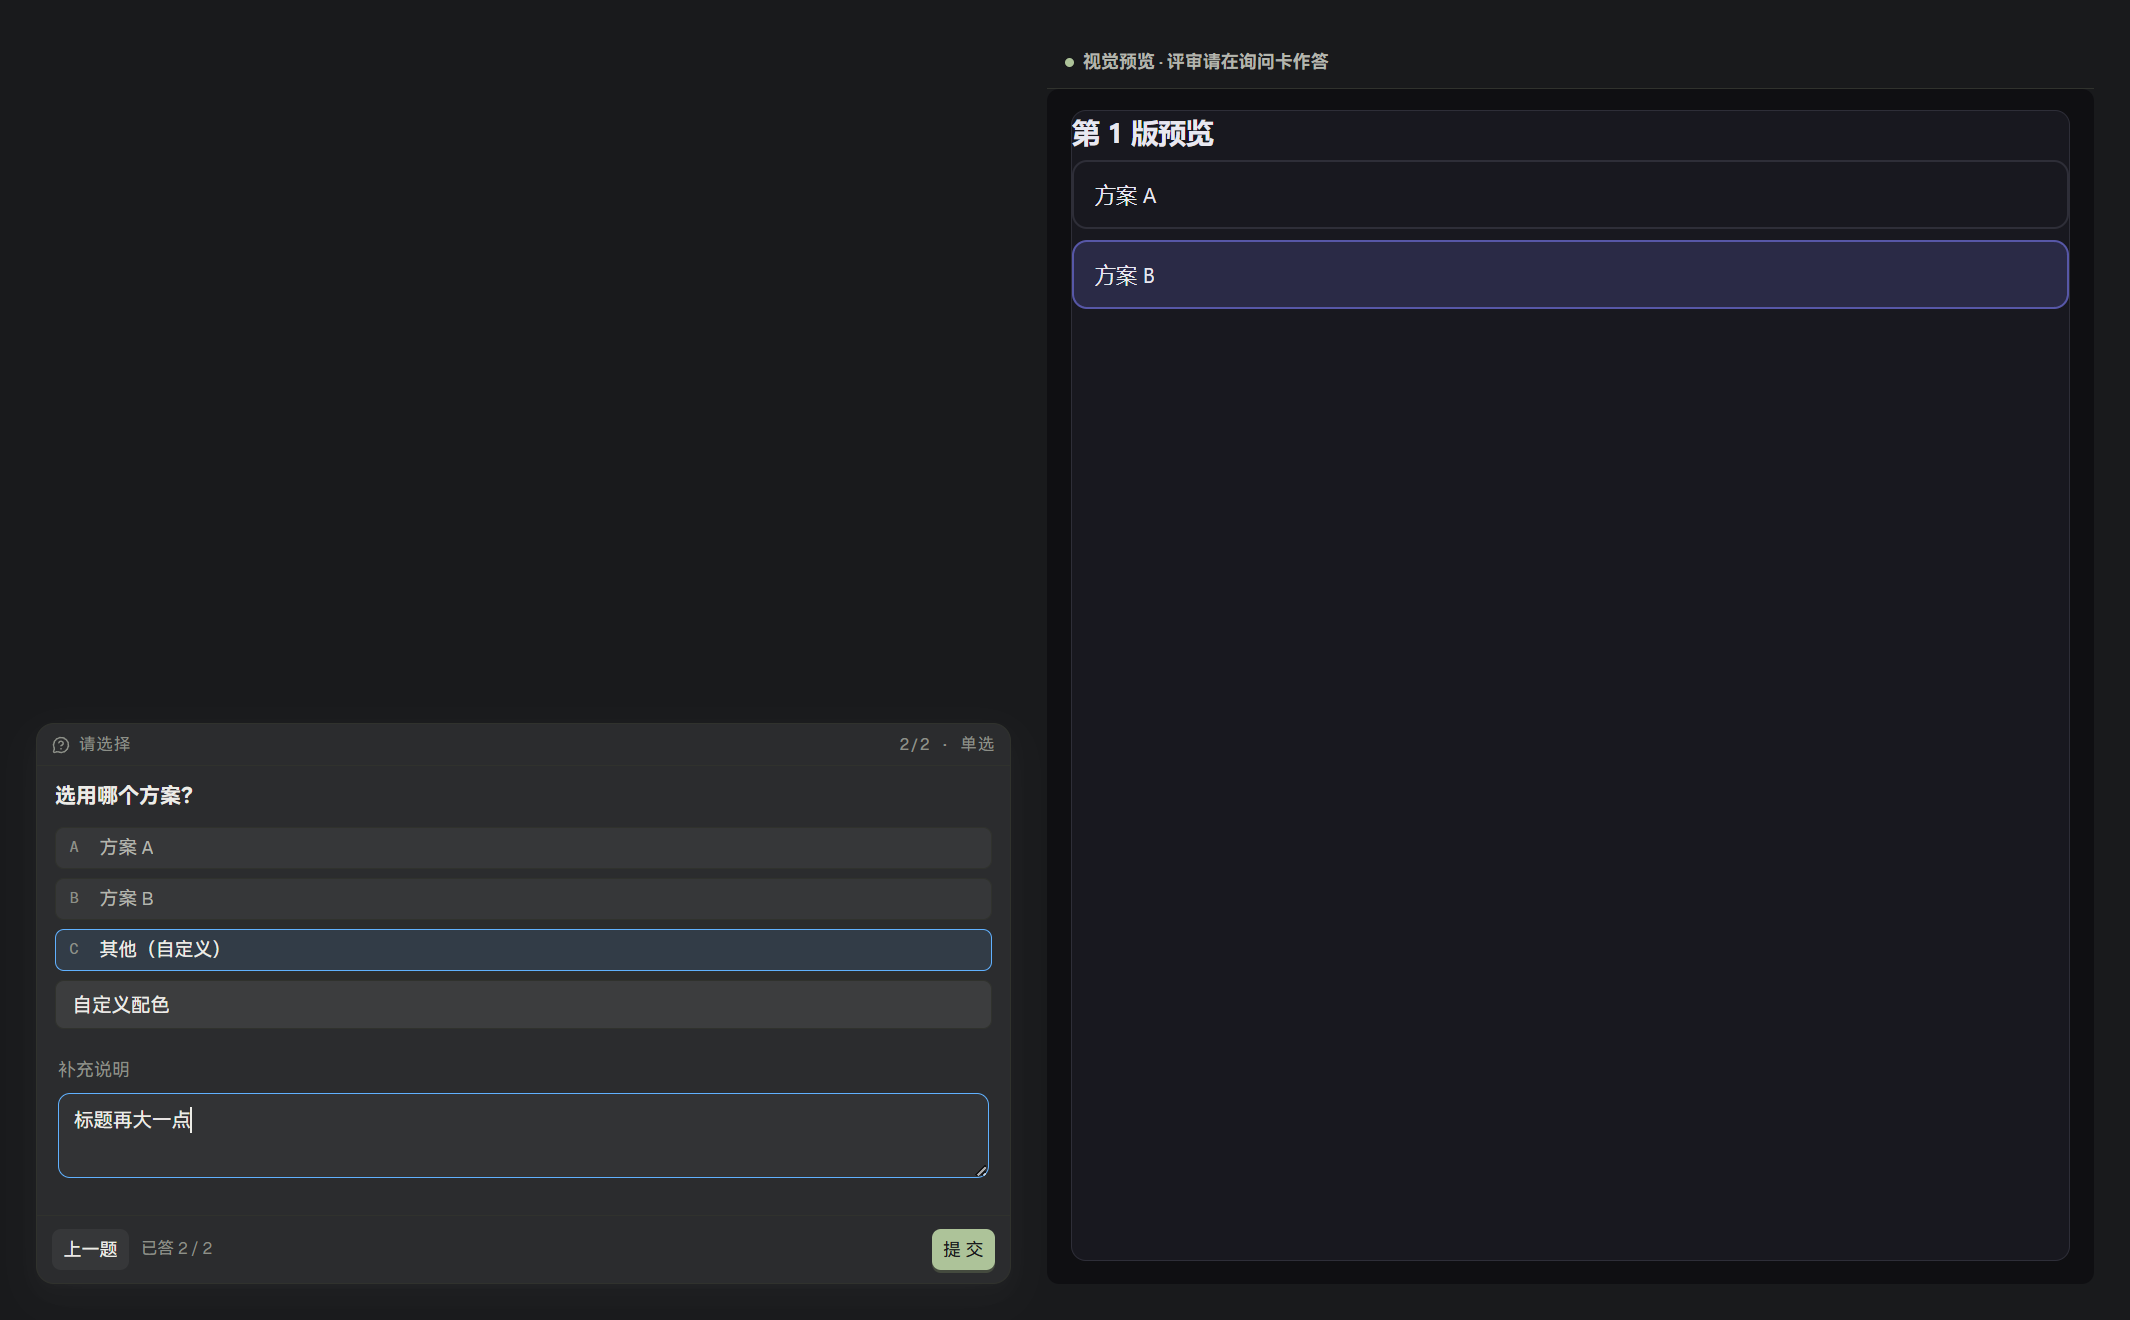 视觉预览 · 评审请在询问卡作答
第 1 版预览
方案 A
方案 B
请选择
2/2 · 单选
选用哪个方案?
A 方案 A
B 方案 B
C 其他（自定义）
自定义配色
补充说明
标题再大一点
上一题 已答 2 / 2
提 交